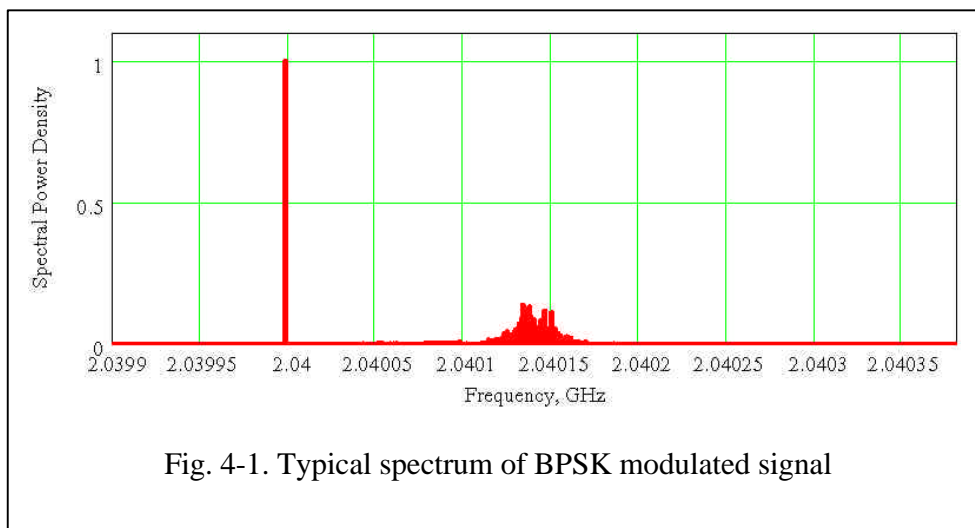 Spectral Power Density
1
0.5
0
2.0399 2.03995 2.04 2.04005 2.0401 2.04015 2.0402 2.04025 2.0403 2.04035
Frequency, GHz
Fig. 4-1. Typical spectrum of BPSK modulated signal